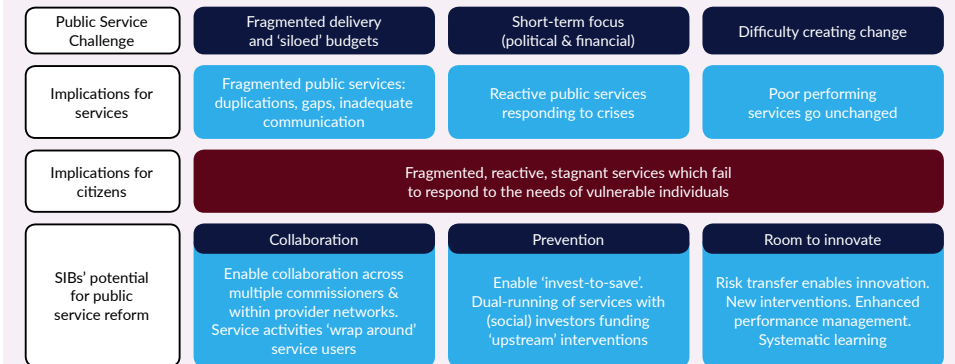 Public Service
Challenge
Fragmented delivery
and ‘siloed’ budgets
Short-term focus
(political & financial)
Difficulty creating change
Implications for
services
Fragmented public services:
duplications, gaps, inadequate
communication
Reactive public services
responding to crises
Poor performing
services go unchanged
Implications for
citizens
Fragmented, reactive, stagnant services which fail
to respond to the needs of vulnerable individuals
SIBs’ potential
for public
service reform
Collaboration
Enable collaboration across
multiple commissioners &
within provider networks.
Service activities ‘wrap around’
service users
Prevention
Enable ‘invest-to-save’.
Dual-running of services with
(social) investors funding
‘upstream’ interventions
Room to innovate
Risk transfer enables innovation.
New interventions. Enhanced
performance management.
Systematic learning